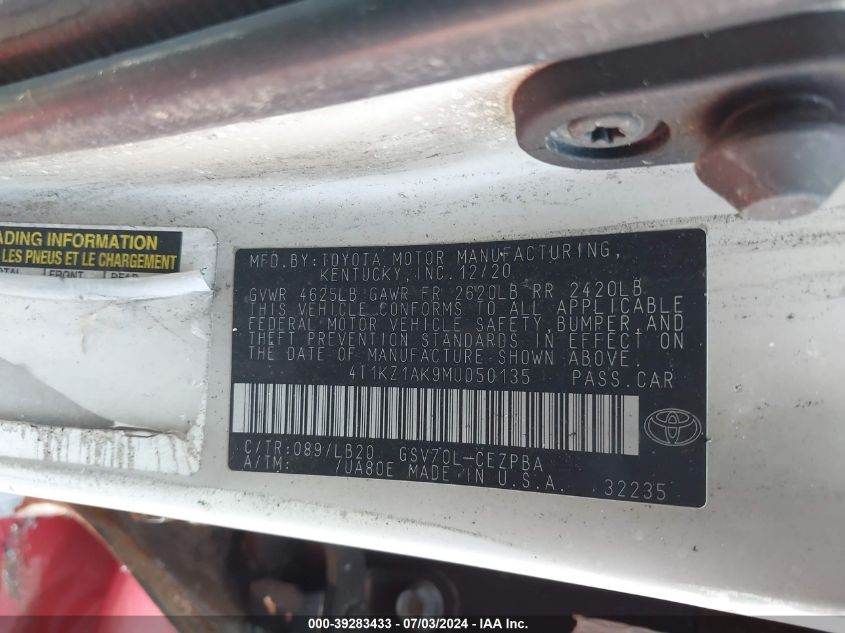 ADING INFORMATION
LES PNEUS ET LE CHARGEMENT
MFD.BY:TOYOTA MOTOR MANUFACTURING,
KENTUCKY,INC.12/20
GVWR 4625LB GAWR FR 2620LB RR 2420LB
THIS VEHICLE CONFORMS TO ALL APPLICABLE
FEDERAL MOTOR VEHICLE SAFETY,BUMPER,AND
THEFT PREVENTION STANDARDS IN EFFECT ON
THE DATE OF MANUFACTURE SHOWN ABOVE.
4T1KZ1AK9MU050135 PASS.CAR
C/TR:089/LB20 GSV70L-CEZPBA
A/TM: /UA80E MADE IN U.S.A. 32235
000-39283433 - 07/03/2024 - IAAI.com